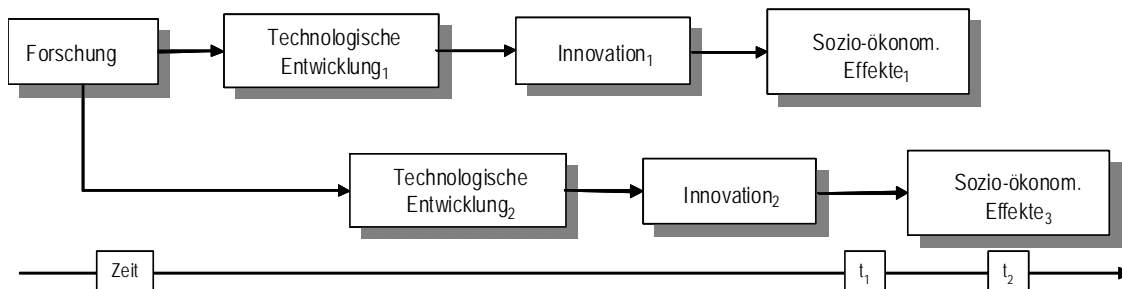 Forschung
Technologische
Entwicklung₁
Innovation₁
Sozio-ökonom.
Effekte₁
Technologische
Entwicklung₂
Innovation₂
Sozio-ökonom.
Effekte₃
Zeit
t₁
t₂